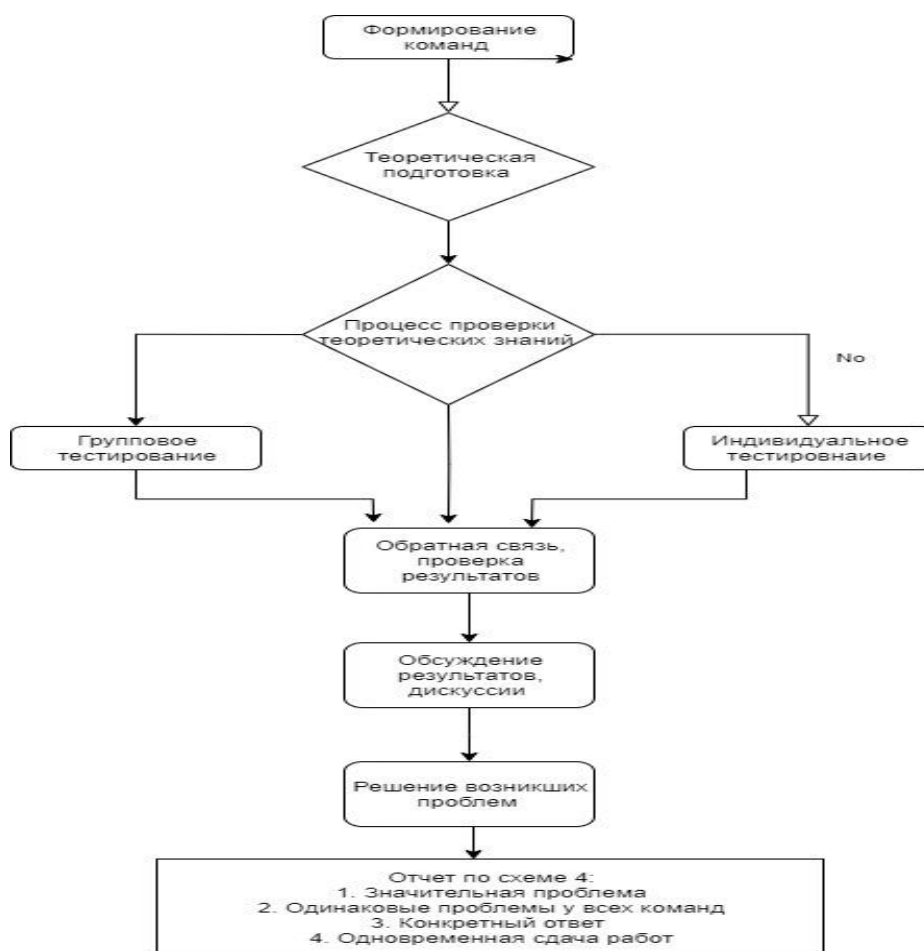 Формирование
команд
Теоретическая
подготовка
Процесс проверки
теоретических знаний
No
Групповое
тестирование
Индивидуальное
тестировнаие
Обратная связь,
проверка
результатов
Обсуждение
результатов,
дискуссии
Решение возникших
проблем
Отчет по схеме 4:
1. Значительная проблема
2. Одинаковые проблемы у всех команд
3. Конкретный ответ
4. Одновременная сдача работ